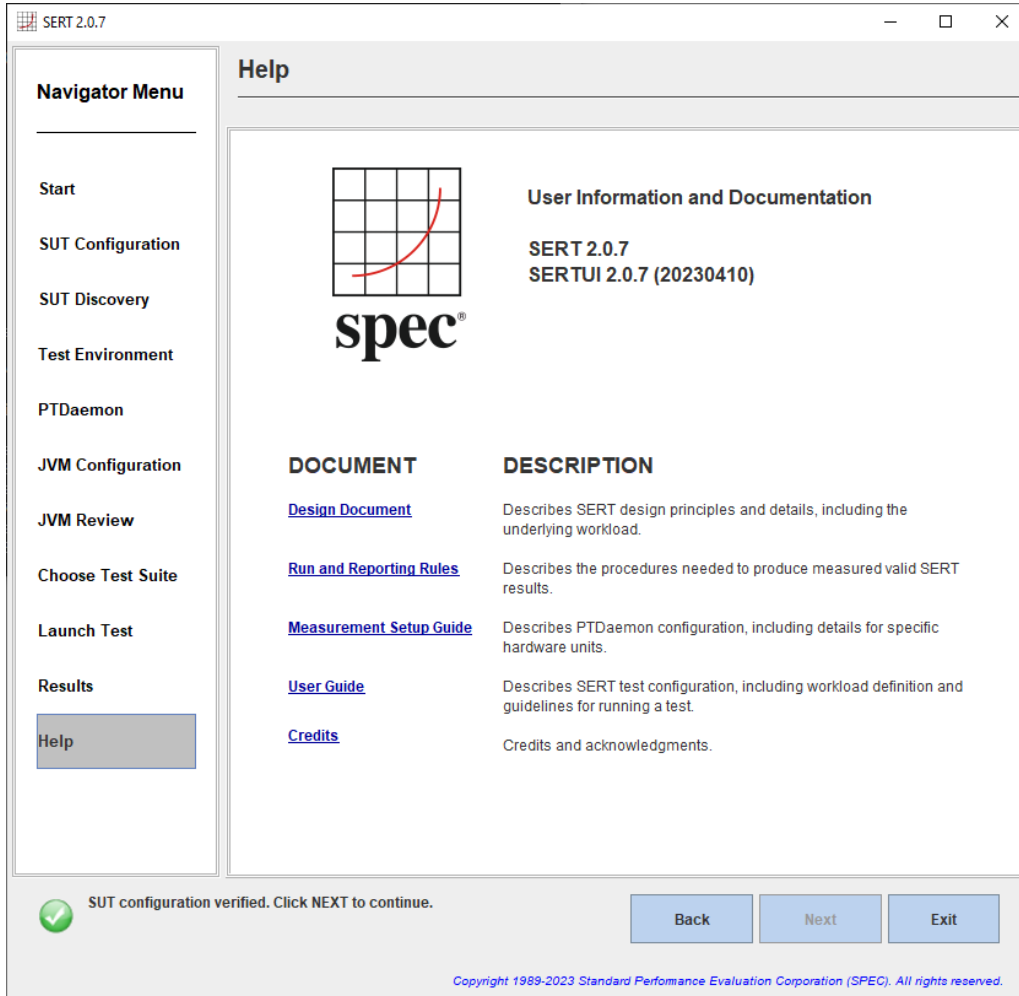 SERT 2.0.7
Navigator Menu
Start
SUT Configuration
SUT Discovery
Test Environment
PTDaemon
JVM Configuration
JVM Review
Choose Test Suite
Launch Test
Results
Help
Help
spec®
User Information and Documentation
SERT 2.0.7
SERTUI 2.0.7 (20230410)
DOCUMENT DESCRIPTION
Design Document Describes SERT design principles and details, including the
underlying workload.
Run and Reporting Rules Describes the procedures needed to produce measured valid SERT
results.
Measurement Setup Guide Describes PTDaemon configuration, including details for specific
hardware units.
User Guide Describes SERT test configuration, including workload definition and
guidelines for running a test.
Credits Credits and acknowledgments.
SUT configuration verified. Click NEXT to continue.
Back Next Exit
Copyright 1989-2023 Standard Perfomance Evaluation Corporation (SPEC). All rights reserved.